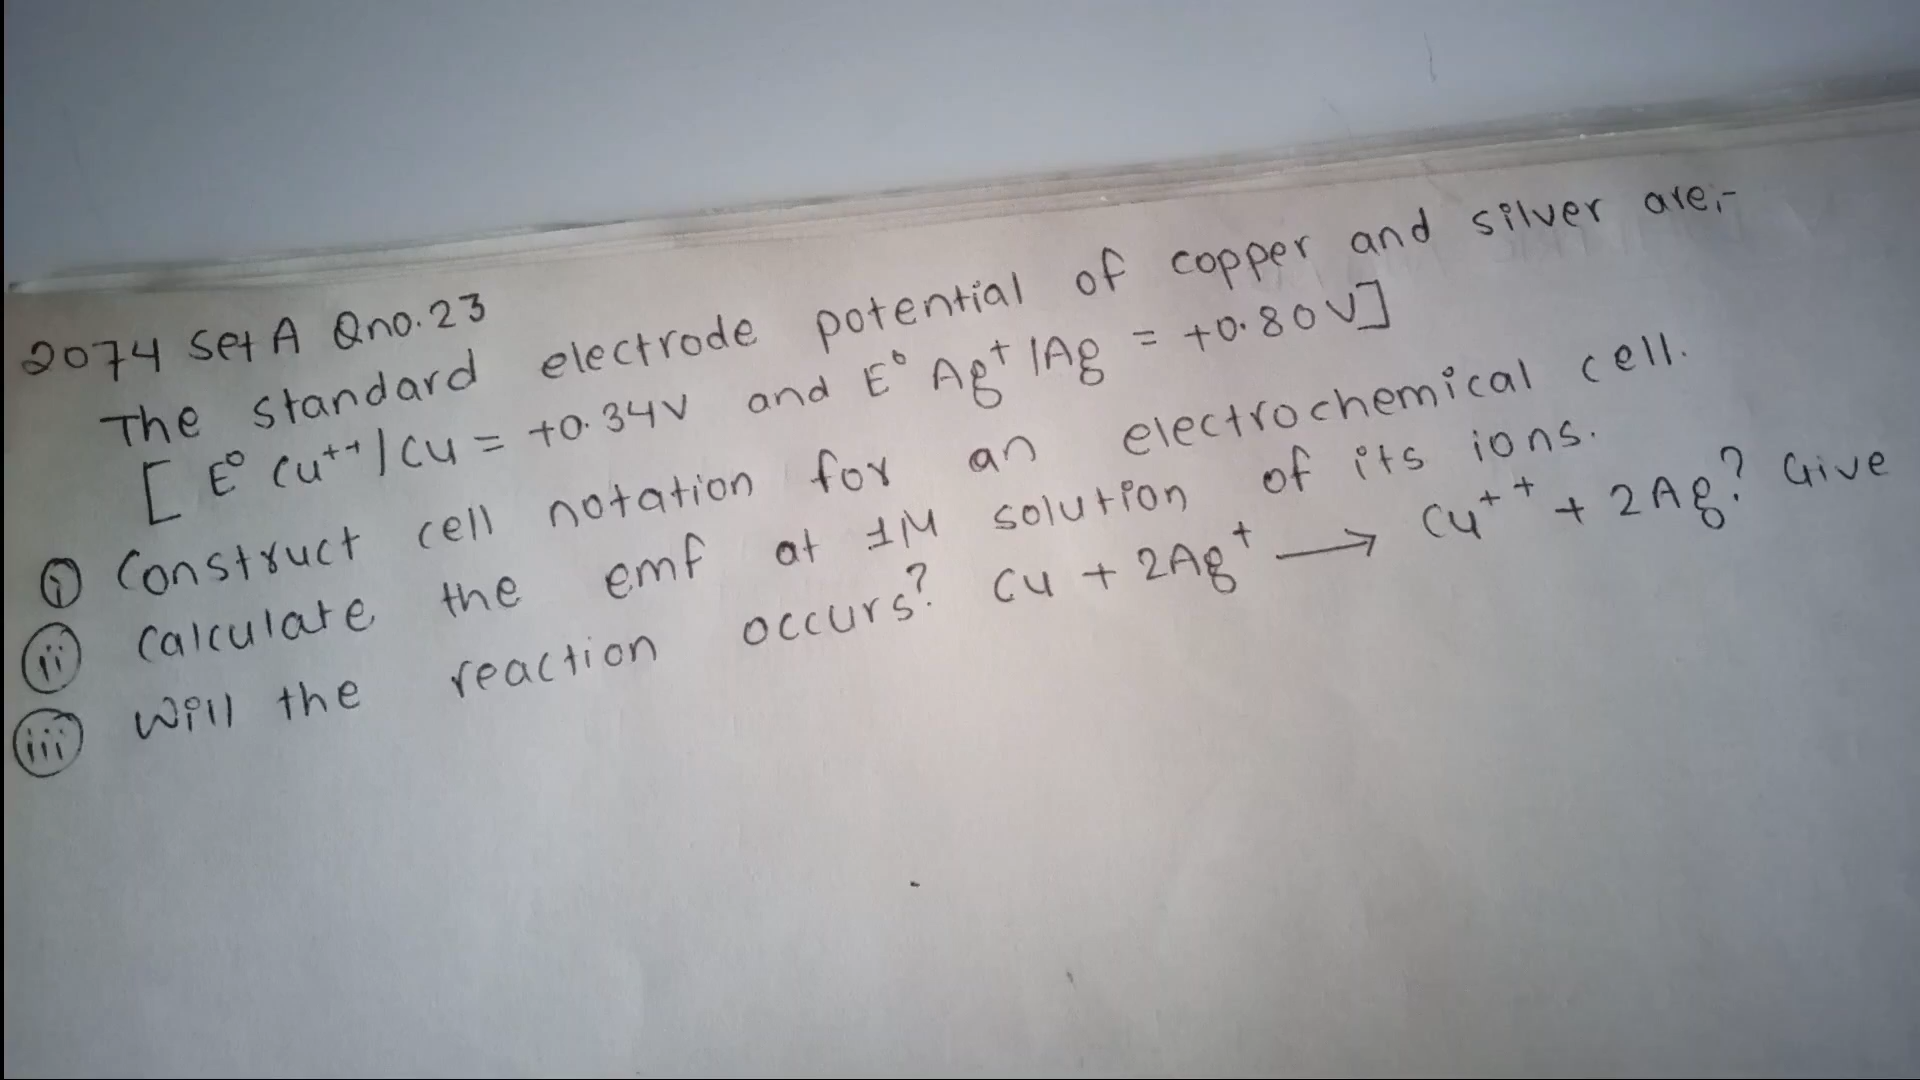 2074 Set A Qno.23
The standard electrode potential of copper and silver are:-
[ E° Cu⁺⁺/Cu = +0.34V and E° Ag⁺/Ag = +0.80V]
(i) Construct cell notation for an electrochemical cell.
(ii) Calculate the emf at 1M solution of its ions.
(iii) Will the reaction occurs? Cu + 2Ag⁺ → Cu⁺⁺ + 2Ag? Give